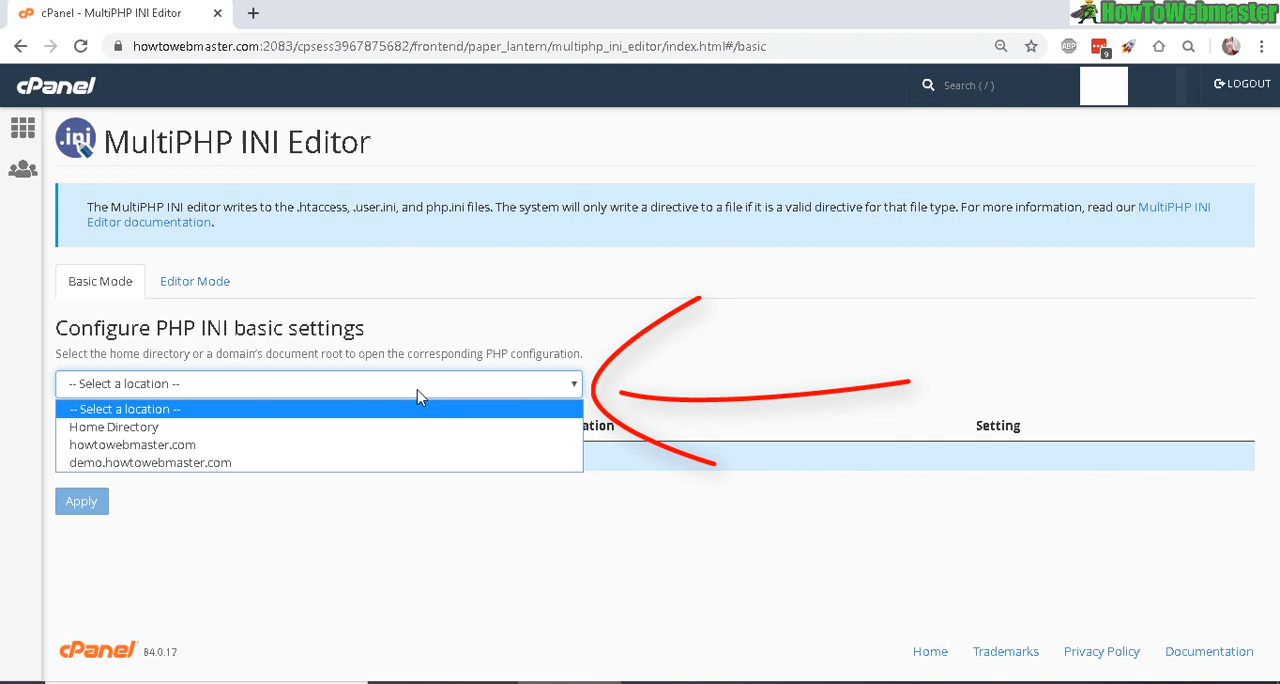 cPanel - MultiPHP INI Editor
HowToWebmaster
howtowebmaster.com:2083/cpsess3967875682/frontend/paper_lantern/multiphp_ini_editor/index.html#/basic
ABP
9
cPanel
Search ( / )
LOGOUT
.ini
MultiPHP INI Editor
The MultiPHP INI editor writes to the .htaccess, .user.ini, and php.ini files. The system will only write a directive to a file if it is a valid directive for that file type. For more information, read our MultiPHP INI
Editor documentation.
Basic Mode
Editor Mode
Configure PHP INI basic settings
Select the home directory or a domain's document root to open the corresponding PHP configuration.
-- Select a location --
-- Select a location --
Home Directory
howtowebmaster.com
demo.howtowebmaster.com
ation
Setting
Apply
cPanel
84.0.17
Home
Trademarks
Privacy Policy
Documentation